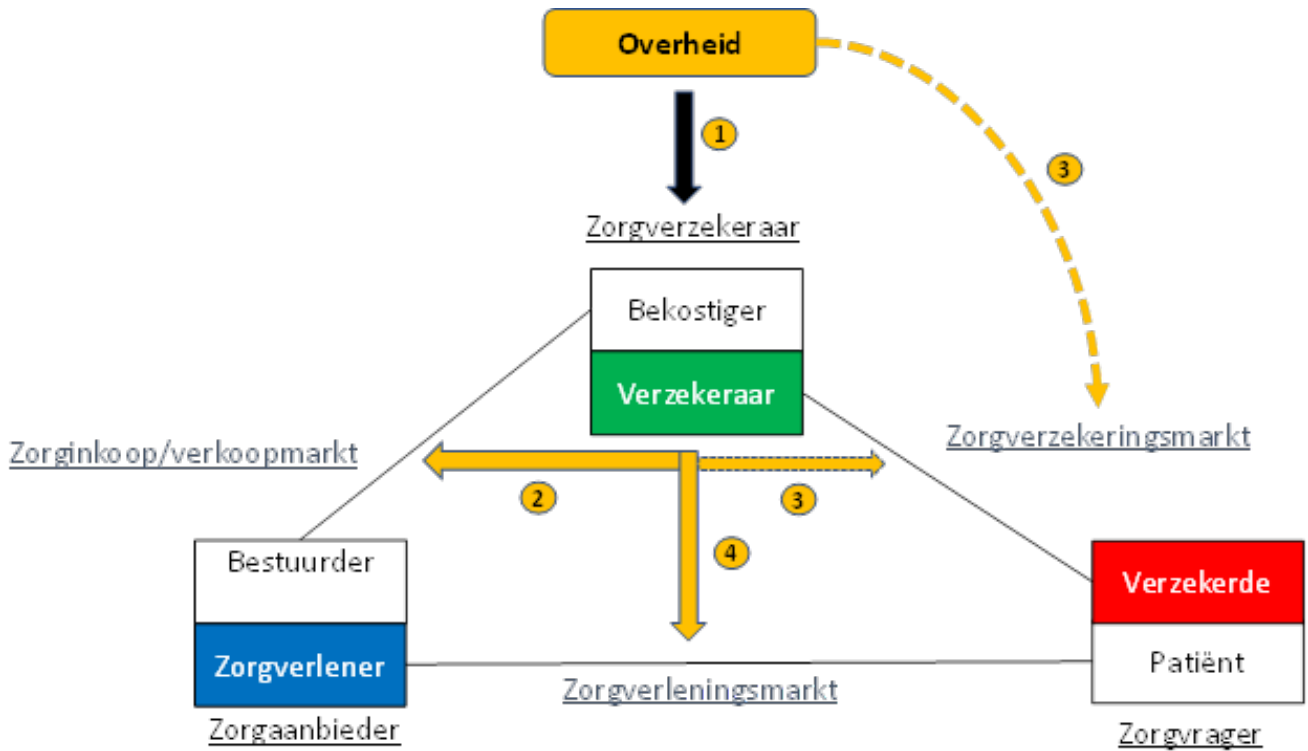 Overheid
1
3
Zorgverzekeraar
Bekostiger
Verzekeraar
Zorgverzekeringsmarkt
Zorginkoop/verkoopmarkt
2
3
4
Bestuurder
Zorgverlener
Zorgaanbieder
Zorgverleningsmarkt
Verzekerde
Patiënt
Zorgvrager